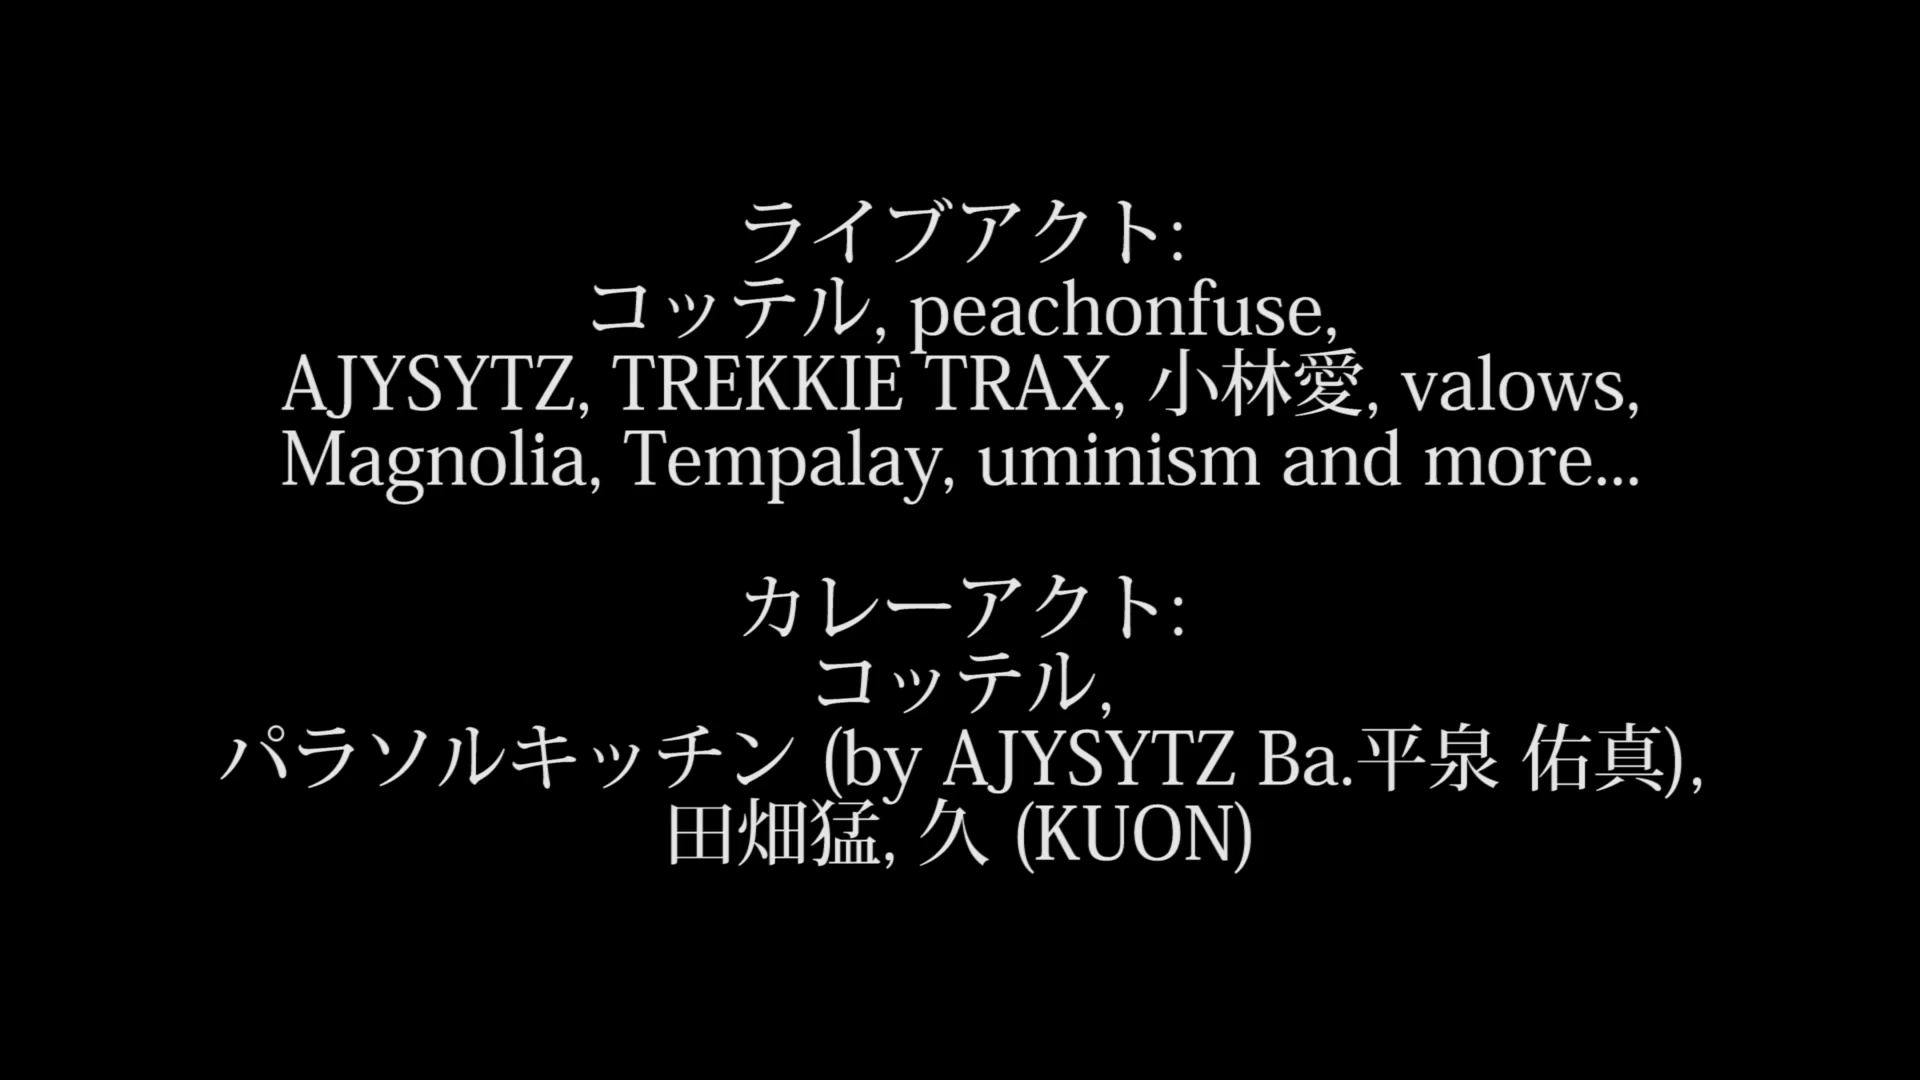 ライブアクト:
コッテル, peachonfuse,
AJYSYTZ, TREKKIE TRAX, 小林愛, valows,
Magnolia, Tempalay, uminism and more...
カレーアクト:
コッテル,
パラソルキッチン (by AJYSYTZ Ba.平泉 佑真),
田畑猛, 久 (KUON)